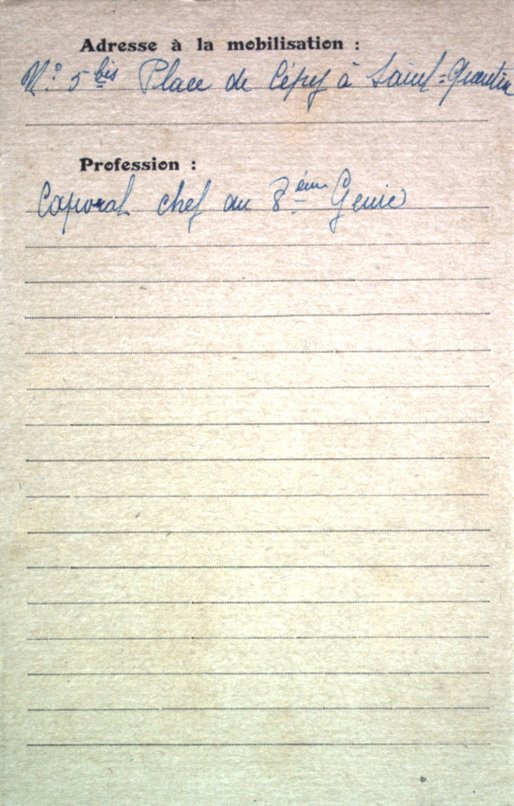 Adresse à la mobilisation :
N° 5 bis Place de Cépy à Saint-Quentin
Profession :
Caporal chef au 8ème Genie